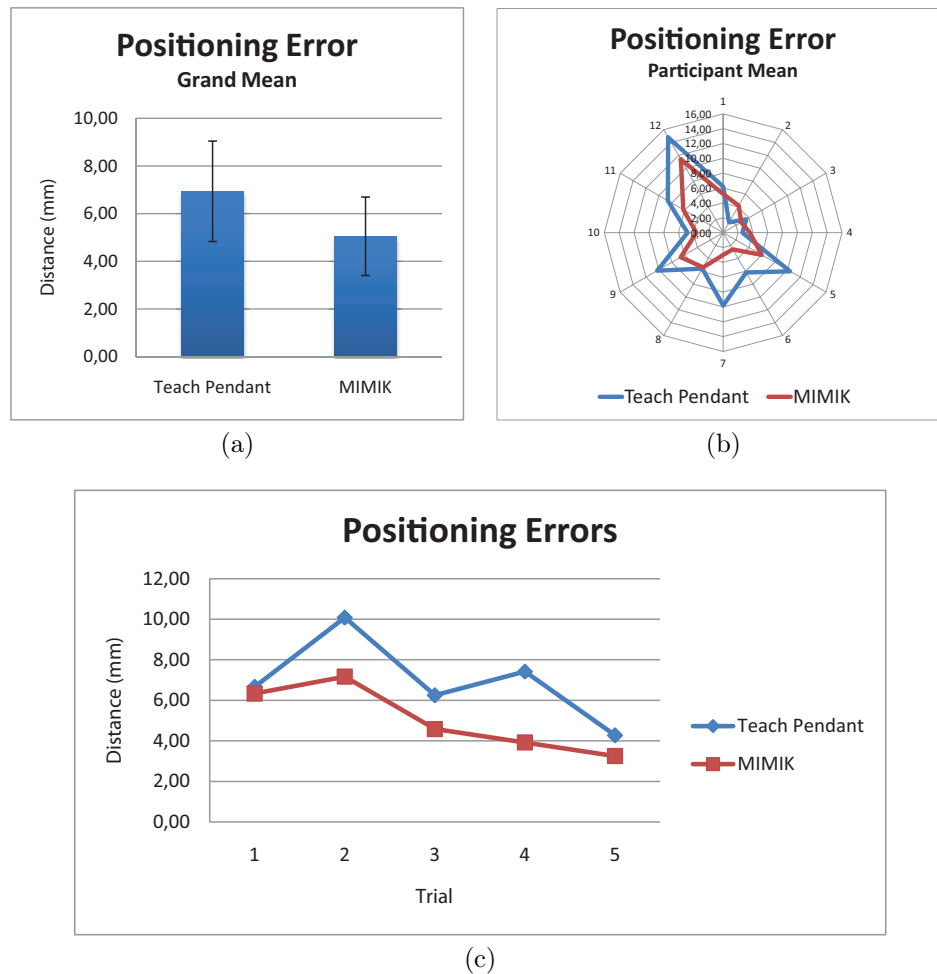 Positioning Error
Grand Mean
10,00
8,00
6,00
4,00
2,00
0,00
Distance (mm)
Teach Pendant MIMIK
(a)
Positioning Error
Participant Mean
1
2
3
4
5
6
7
8
9
10
11
12
16,00
14,00
12,00
10,00
8,00
6,00
4,00
2,00
0,00
Teach Pendant MIMIK
(b)
Positioning Errors
12,00
10,00
8,00
6,00
4,00
2,00
0,00
Distance (mm)
1 2 3 4 5
Trial
Teach Pendant
MIMIK
(c)